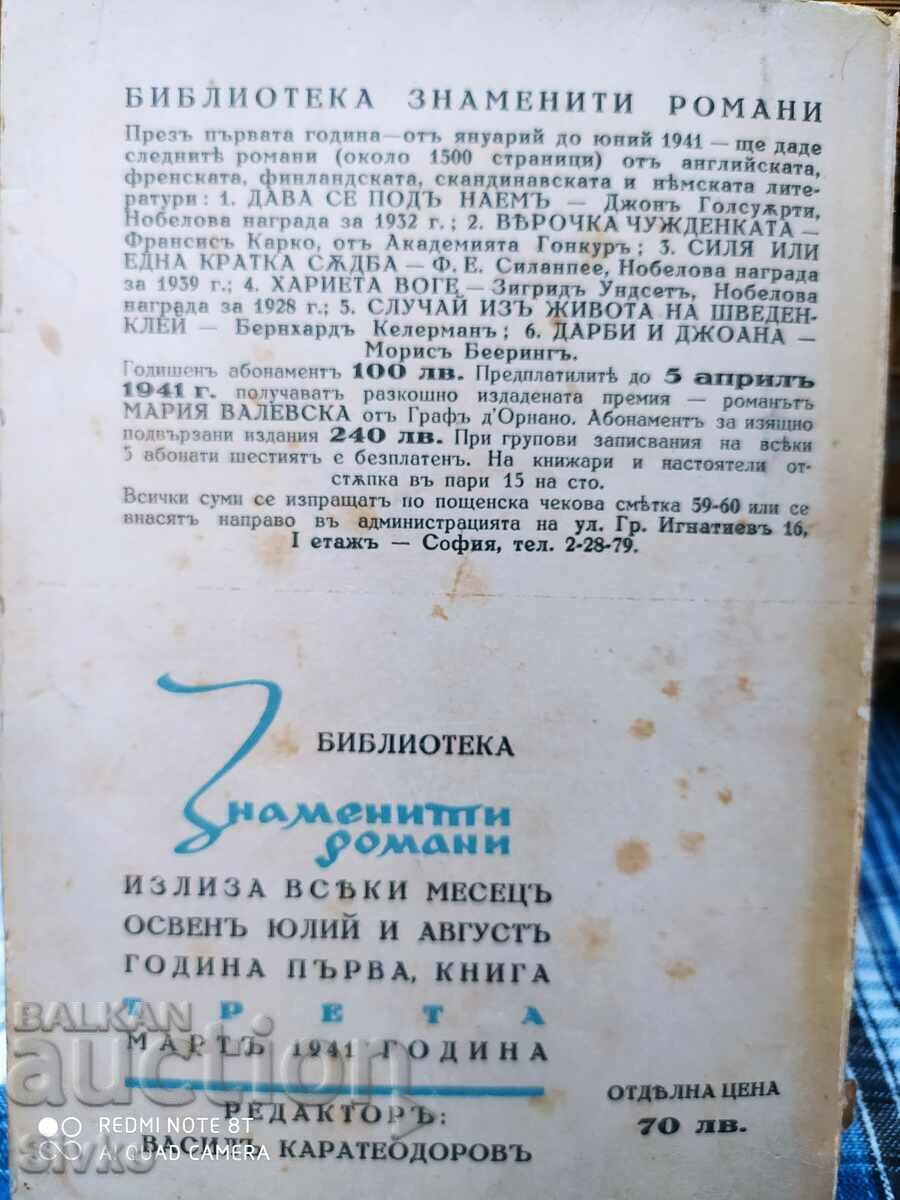 БИБЛИОТЕКА ЗНАМЕНИТИ РОМАНИ
Презъ първата година — отъ януарий до юний 1941 — ще даде
следнитѣ романи (около 1500 страници) отъ английската,
френската, финландската, скандинавската и нѣмската лите-
ратури: 1. ДАВА СЕ ПОДЪ НАЕМЪ — Джонъ Голсуѫрти,
Нобелова награда за 1932 г.; 2. ВѢРОЧКА ЧУЖДЕНКАТА —
Франсисъ Карко, отъ Академията Гонкуръ; 3. СИЛЯ ИЛИ
ЕДНА КРАТКА СѪДБА — Ф. Е. Силанпее, Нобелова награда
за 1939 г.; 4. ХАРИЕТА ВОГЕ — Зигридъ Ундсетъ, Нобелова
награда за 1928 г.; 5. СЛУЧАЙ ИЗЪ ЖИВОТА НА ШВЕДЕН-
КЛЕЙ — Бернхардъ Келерманъ; 6. ДАРБИ И ДЖОАНА —
Морисъ Беерингъ.
Годишенъ абонаментъ 100 лв. Предплатилитѣ до 5 априлъ
1941 г. получаватъ разкошно издадената премия — романътъ
МАРИЯ ВАЛЕВСКА отъ Графъ д'Орнано. Абонаментъ за изящно
подвързани издания 240 лв. При групови записвания на всѣки
5 абонати шестиятъ е безплатенъ. На книжари и настоятели от-
стѫпка въ пари 15 на сто.
Всички суми се изпращатъ по пощенска чекова смѣтка 59-60 или се
внасятъ направо въ администрацията на ул. Гр. Игнатиевъ 16,
I етажъ — София, тел. 2-28-79.
БИБЛИОТЕКА
Знаменити
романи
ИЗЛИЗА ВСѢКИ МЕСЕЦЪ
ОСВЕНЪ ЮЛИЙ И АВГУСТЪ
ГОДИНА ПЪРВА, КНИГА
ТРЕТА
МАРТЪ 1941 ГОДИНА
РЕДАКТОРЪ:
ВАСИЛЪ КАРАТЕОДОРОВЪ
ОТДѢЛНА ЦЕНА
70 лв.
BALKAN
auction
REDMI NOTE 8T
AI QUAD CAMERA
sivko